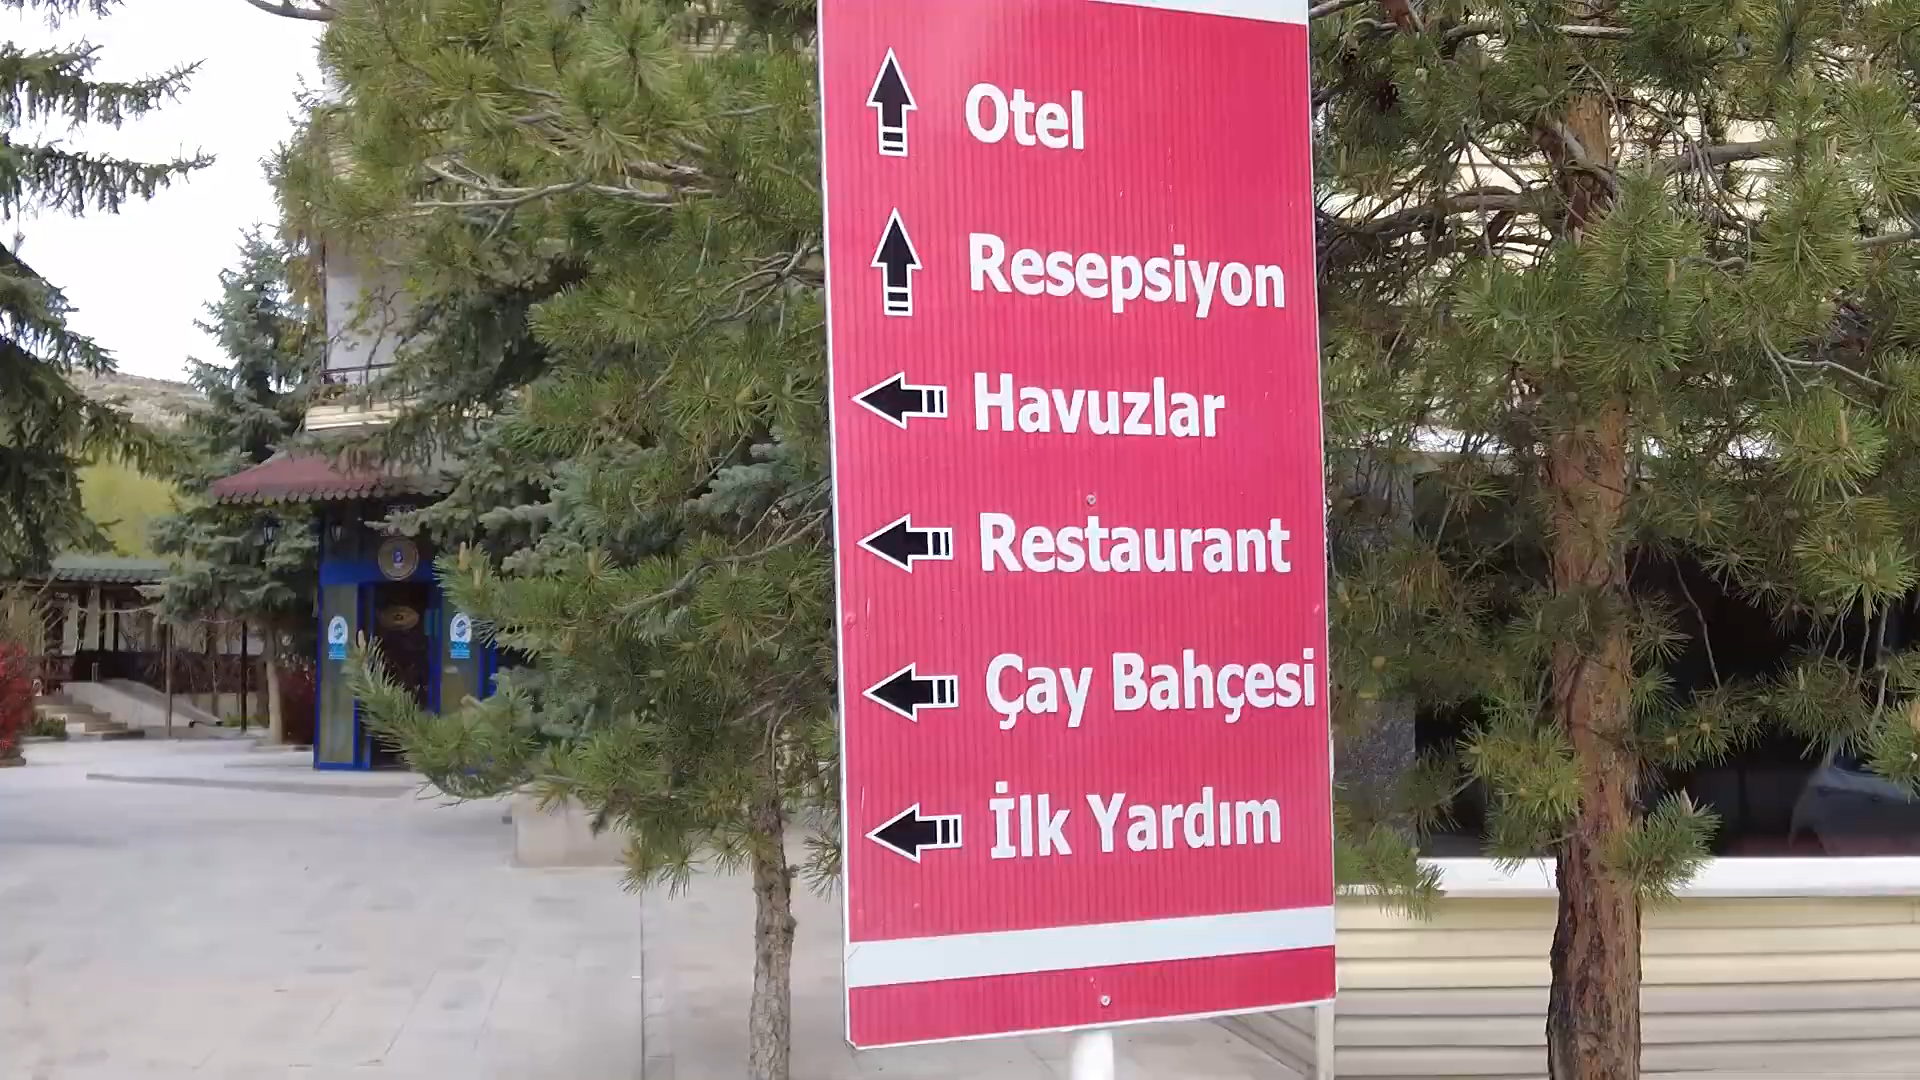 Otel
Resepsiyon
Havuzlar
Restaurant
Çay Bahçesi
İlk Yardım